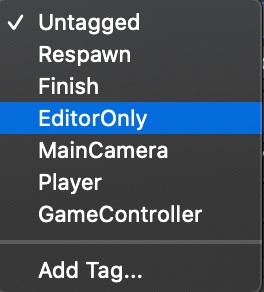 ✓ Untagged
Respawn
Finish
EditorOnly
MainCamera
Player
GameController
Add Tag...